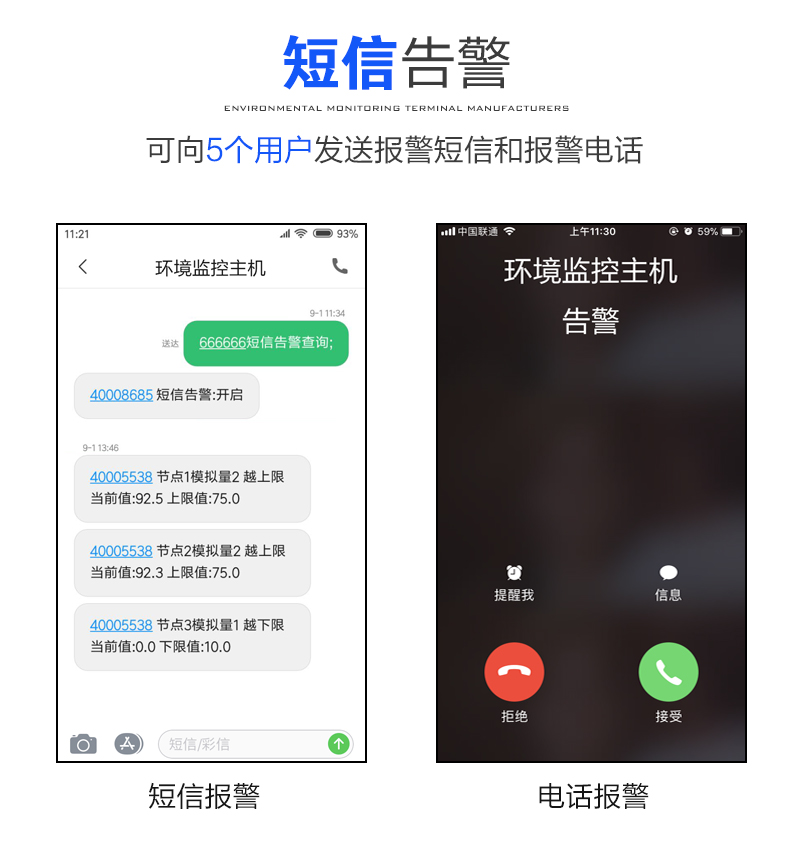 短信告警
ENVIRONMENTAL MONITORING TERMINAL MANUFACTURERS
可向5个用户发送报警短信和报警电话
11:21 93%
环境监控主机
9-1 11:34
送达 666666短信告警查询;
40008685 短信告警:开启
9-1 13:46
40005538 节点1模拟量2 越上限
当前值:92.5 上限值:75.0
40005538 节点2模拟量2 越上限
当前值:92.3 上限值:75.0
40005538 节点3模拟量1 越下限
当前值:0.0 下限值:10.0
短信/彩信
短信报警
中国联通 上午11:30 59%
环境监控主机
告警
提醒我 信息
拒绝 接受
电话报警